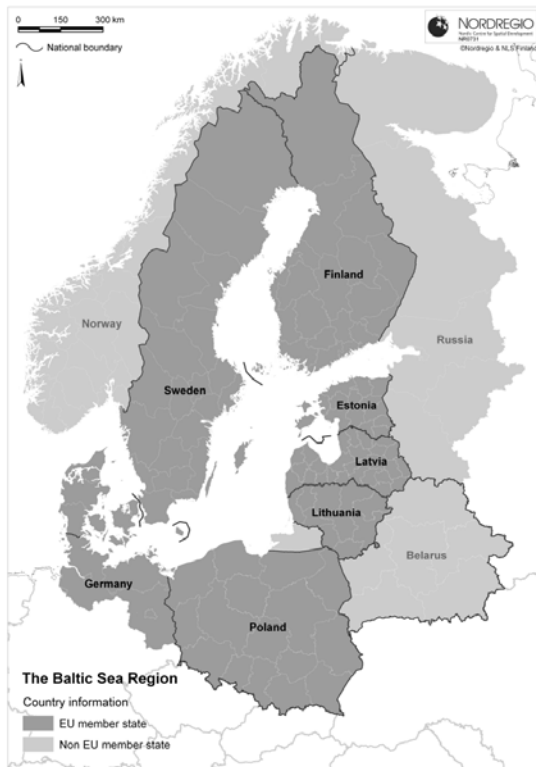 0 150 300 km
National boundary
NORDREGIO
Nordic Centre for Spatial Development
NR0731
©Nordregio & NLS Finland
Finland
Norway
Russia
Sweden
Estonia
Latvia
Lithuania
Belarus
Germany
Poland
The Baltic Sea Region
Country information
EU member state
Non EU member state